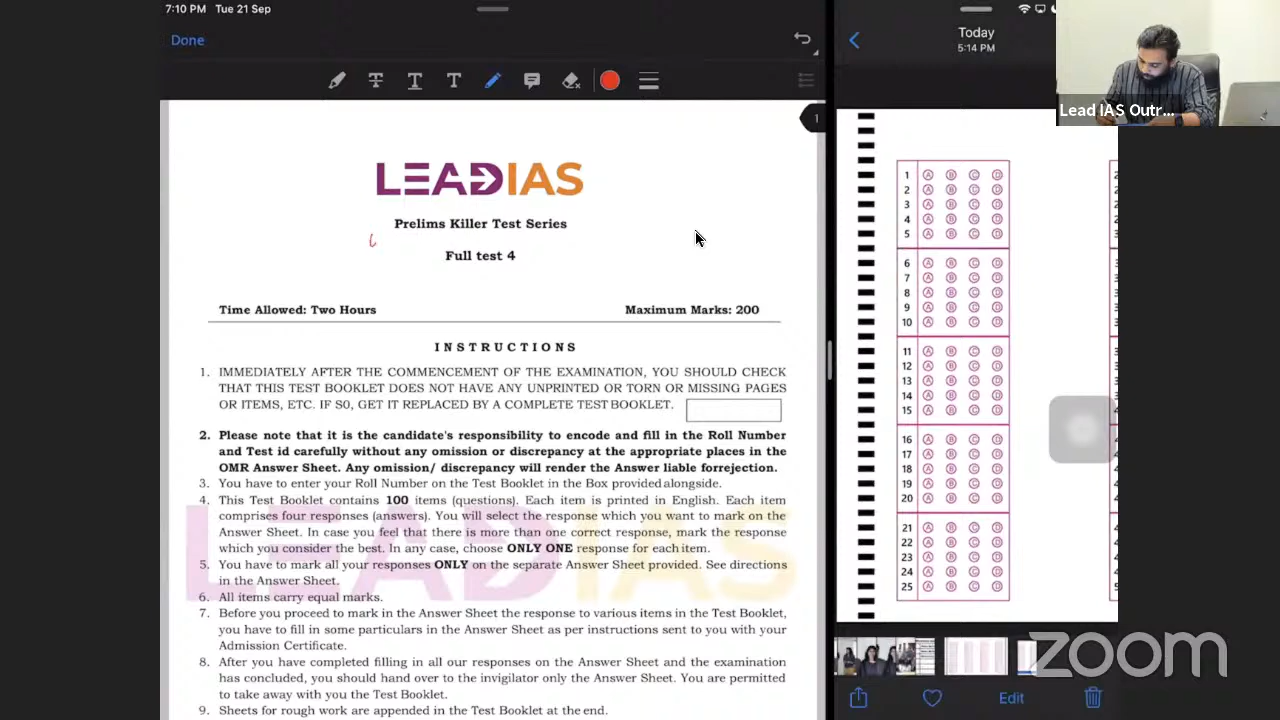 7:10 PM Tue 21 Sep
Done
1
LEADIAS
Prelims Killer Test Series
Full test 4
Time Allowed: Two Hours Maximum Marks: 200
INSTRUCTIONS
1. IMMEDIATELY AFTER THE COMMENCEMENT OF THE EXAMINATION, YOU SHOULD CHECK
THAT THIS TEST BOOKLET DOES NOT HAVE ANY UNPRINTED OR TORN OR MISSING PAGES
OR ITEMS, ETC. IF S0, GET IT REPLACED BY A COMPLETE TEST BOOKLET.
2. Please note that it is the candidate's responsibility to encode and fill in the Roll Number
and Test id carefully without any omission or discrepancy at the appropriate places in the
OMR Answer Sheet. Any omission/ discrepancy will render the Answer liable forrejection.
3. You have to enter your Roll Number on the Test Booklet in the Box provided alongside.
4. This Test Booklet contains 100 items (questions). Each item is printed in English. Each item
comprises four responses (answers). You will select the response which you want to mark on the
Answer Sheet. In case you feel that there is more than one correct response, mark the response
which you consider the best. In any case, choose ONLY ONE response for each item.
5. You have to mark all your responses ONLY on the separate Answer Sheet provided. See directions
in the Answer Sheet.
6. All items carry equal marks.
7. Before you proceed to mark in the Answer Sheet the response to various items in the Test Booklet,
you have to fill in some particulars in the Answer Sheet as per instructions sent to you with your
Admission Certificate.
8. After you have completed filling in all our responses on the Answer Sheet and the examination
has concluded, you should hand over to the invigilator only the Answer Sheet. You are permitted
to take away with you the Test Booklet.
9. Sheets for rough work are appended in the Test Booklet at the end.
LEADIAS
Today
5:14 PM
Lead IAS Outr...
1 A B C D
2 A B C D
3 A B C D
4 A B C D
5 A B C D
6 A B C D
7 A B C D
8 A B C D
9 A B C D
10 A B C D
11 A B C D
12 A B C D
13 A B C D
14 A B C D
15 A B C D
16 A B C D
17 A B C D
18 A B C D
19 A B C D
20 A B C D
21 A B C D
22 A B C D
23 A B C D
24 A B C D
25 A B C D
zoom
Edit